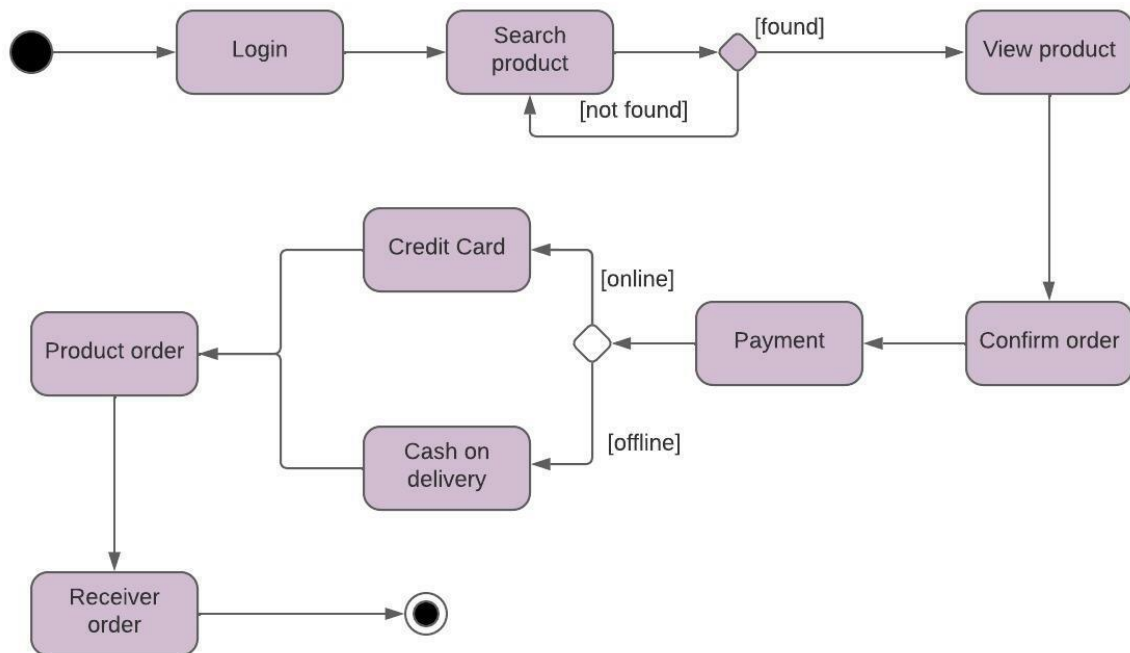 Login
Search
product
[found]
View product
[not found]
Credit Card
[online]
Product order
Payment
Confirm order
[offline]
Cash on
delivery
Receiver
order